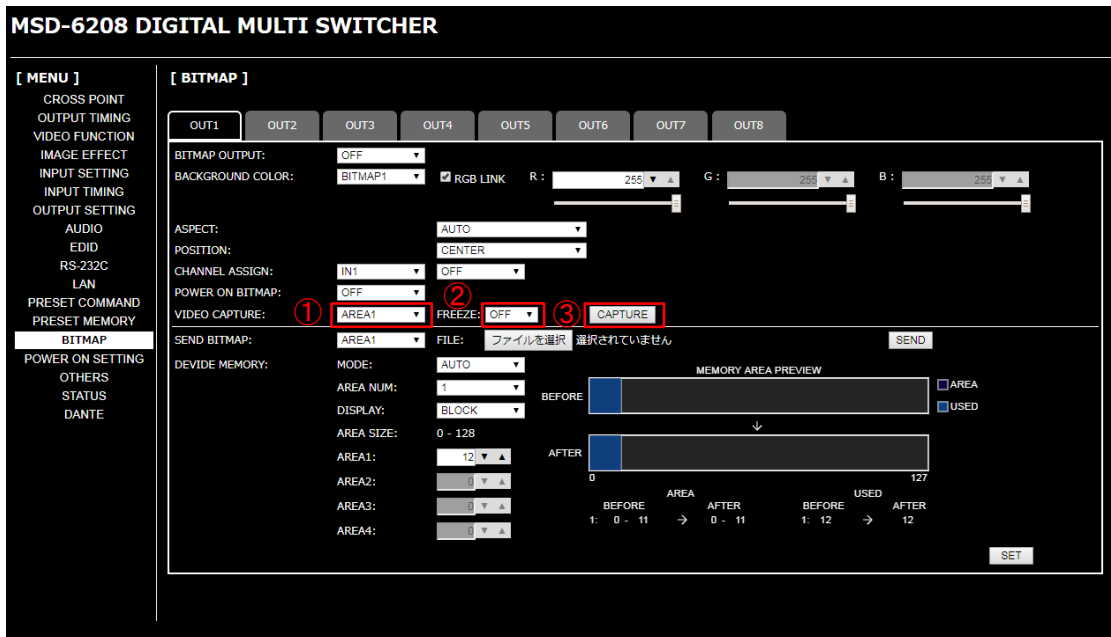 MSD-6208 DIGITAL MULTI SWITCHER
[ MENU ]
CROSS POINT
OUTPUT TIMING
VIDEO FUNCTION
IMAGE EFFECT
INPUT SETTING
INPUT TIMING
OUTPUT SETTING
AUDIO
EDID
RS-232C
LAN
PRESET COMMAND
PRESET MEMORY
BITMAP
POWER ON SETTING
OTHERS
STATUS
DANTE
[ BITMAP ]
OUT1 OUT2 OUT3 OUT4 OUT5 OUT6 OUT7 OUT8
BITMAP OUTPUT: OFF
BACKGROUND COLOR: BITMAP1 RGB LINK R : 255 G : 255 B : 255
ASPECT: AUTO
POSITION: CENTER
CHANNEL ASSIGN: IN1 OFF
POWER ON BITMAP: OFF
VIDEO CAPTURE: ① AREA1 ② FREEZE: OFF ③ CAPTURE
SEND BITMAP: AREA1 FILE: ファイルを選択 選択されていません SEND
DEVIDE MEMORY: MODE: AUTO
AREA NUM: 1
DISPLAY: BLOCK
AREA SIZE: 0 - 128
AREA1: 12
AREA2: 0
AREA3: 0
AREA4: 0
MEMORY AREA PREVIEW
BEFORE
AREA
USED
↓
AFTER
0 127
AREA USED
BEFORE AFTER BEFORE AFTER
1: 0 - 11 → 0 - 11 1: 12 → 12
SET